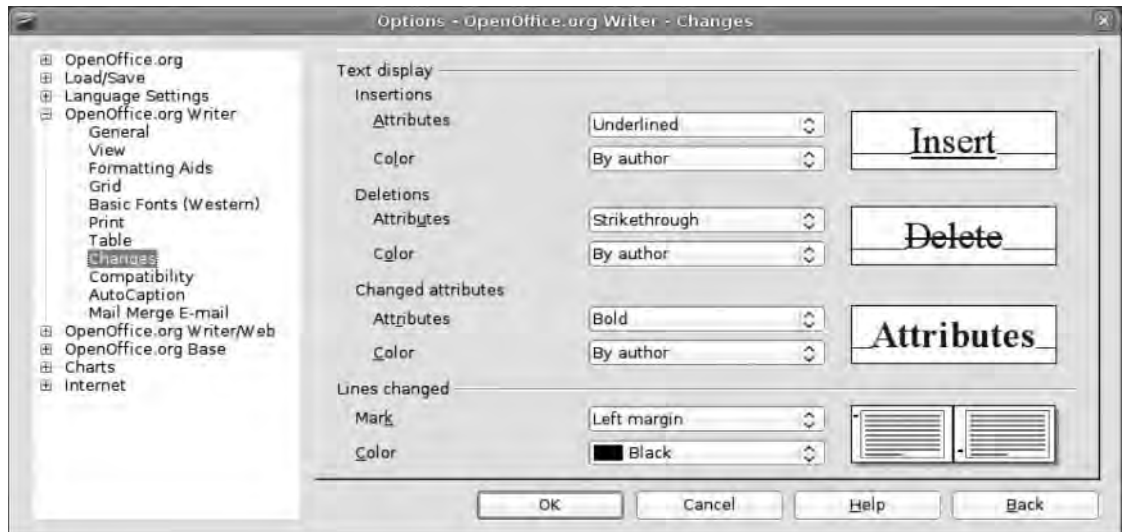 Options - OpenOffice.org Writer - Changes
OpenOffice.org
Load/Save
Language Settings
OpenOffice.org Writer
General
View
Formatting Aids
Grid
Basic Fonts (Western)
Print
Table
Changes
Compatibility
AutoCaption
Mail Merge E-mail
OpenOffice.org Writer/Web
OpenOffice.org Base
Charts
Internet
Text display
Insertions
Attributes Underlined Insert
Color By author
Deletions
Attributes Strikethrough Delete
Color By author
Changed attributes
Attributes Bold Attributes
Color By author
Lines changed
Mark Left margin
Color Black
OK Cancel Help Back